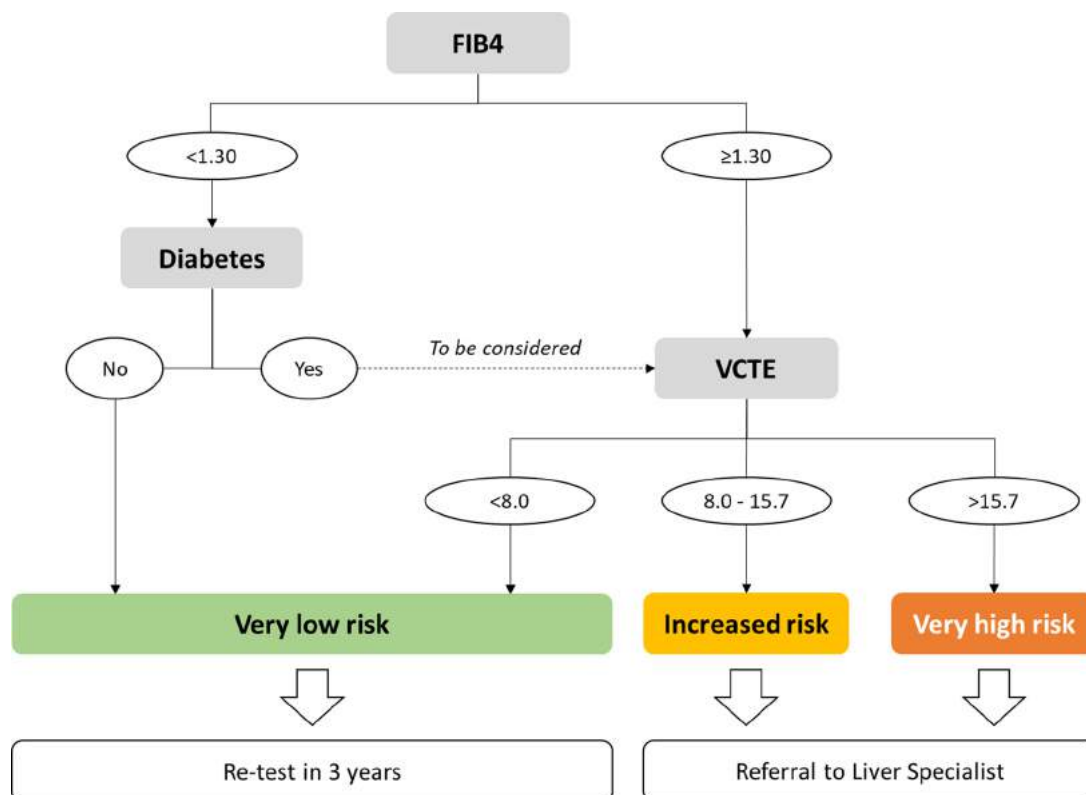 FIB4
<1.30
≥1.30
Diabetes
No
Yes
To be considered
VCTE
<8.0
8.0 - 15.7
>15.7
Very low risk
Increased risk
Very high risk
Re-test in 3 years
Referral to Liver Specialist